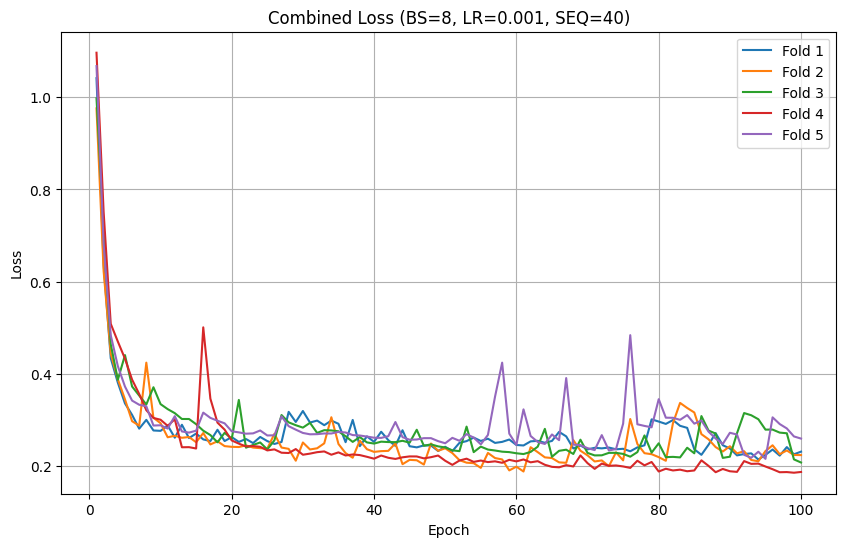 Combined Loss (BS=8, LR=0.001, SEQ=40)
Fold 1
Fold 2
Fold 3
Fold 4
Fold 5
1.0
0.8
0.6
0.4
0.2
Loss
0 20 40 60 80 100
Epoch